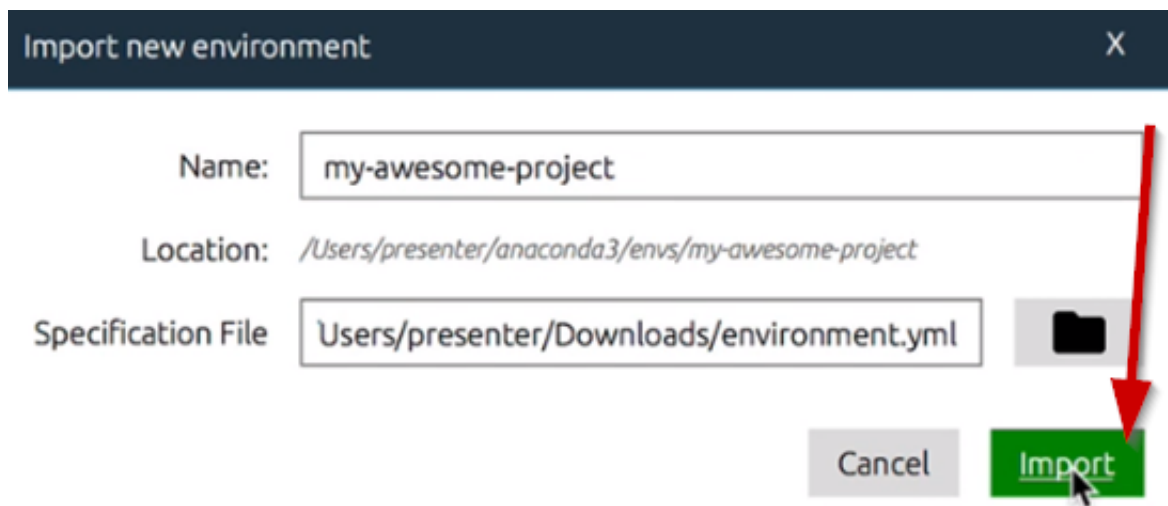 Import new environment X
Name: my-awesome-project
Location: /Users/presenter/anaconda3/envs/my-awesome-project
Specification File Users/presenter/Downloads/environment.yml
Cancel Import